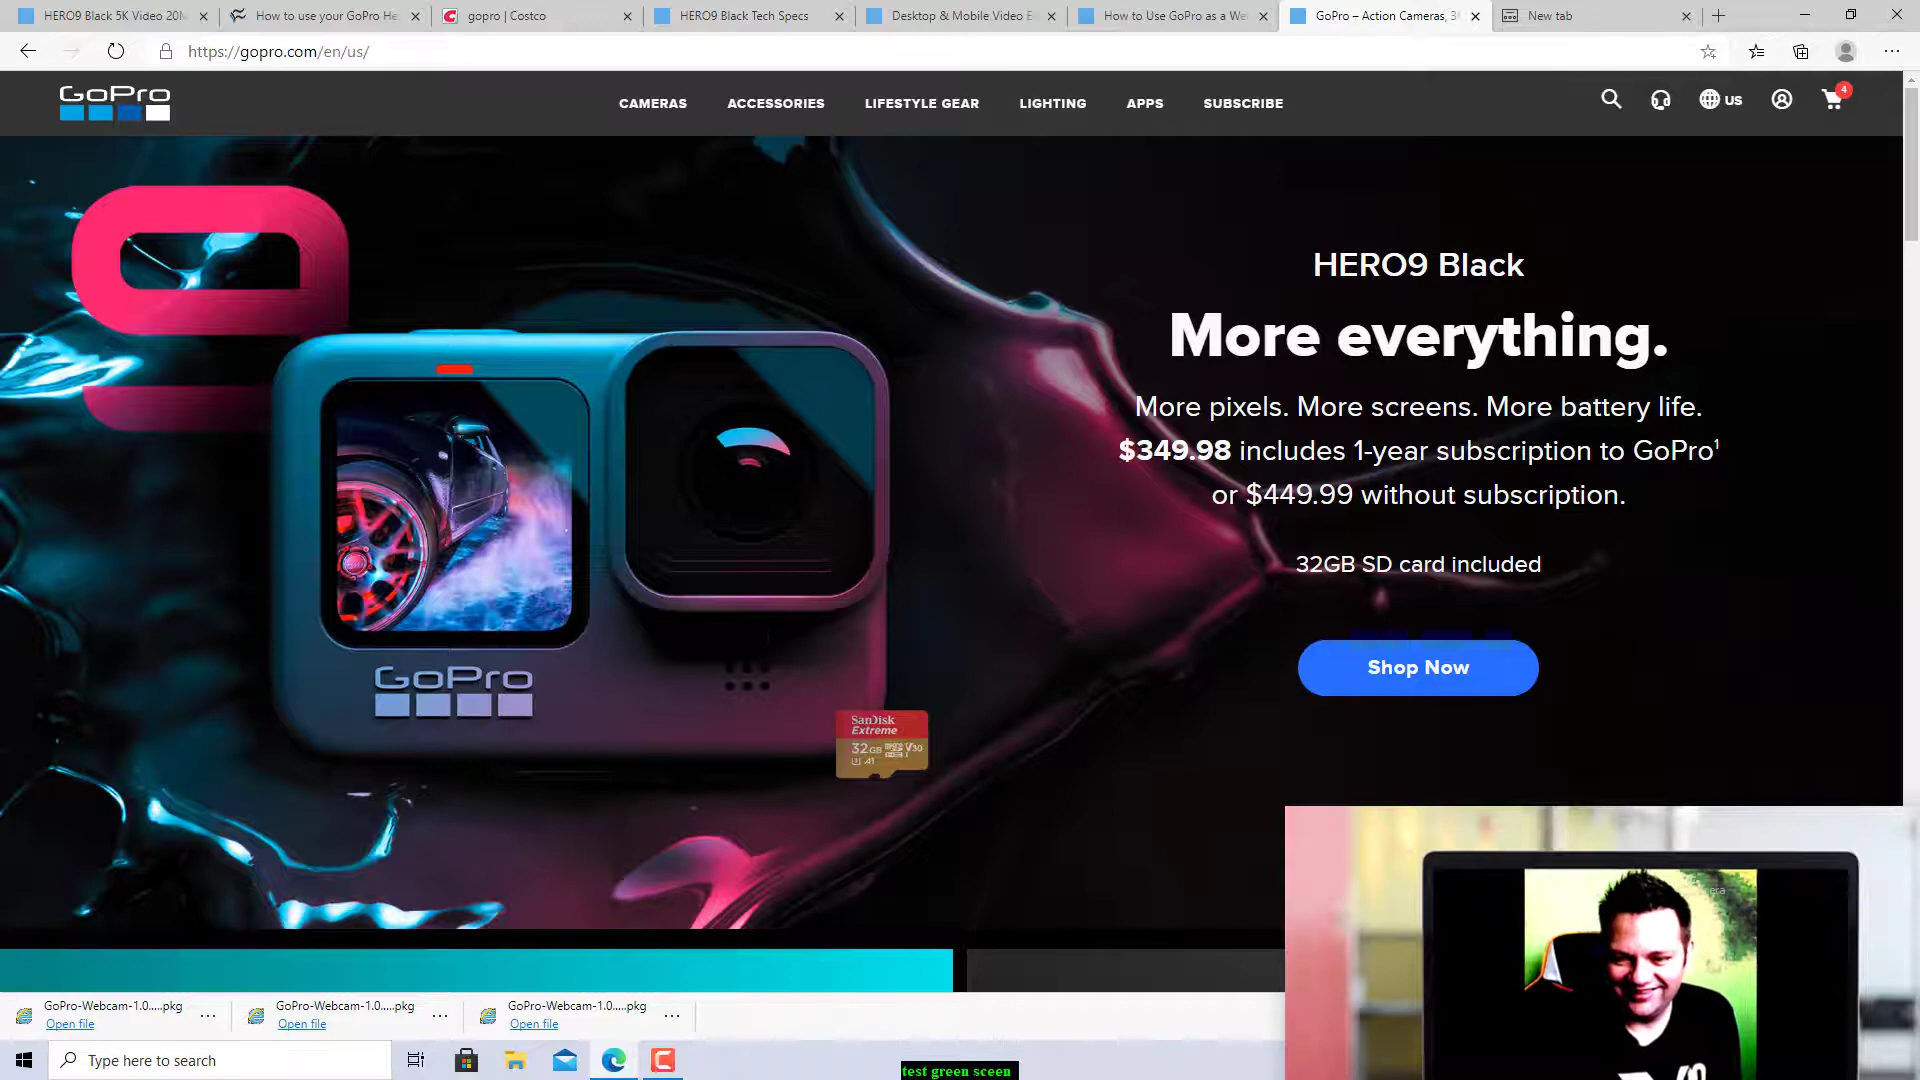 HERO9 Black 5K Video 20M
How to use your GoPro He
gopro | Costco
HERO9 Black Tech Specs
Desktop & Mobile Video E
How to Use GoPro as a We
GoPro – Action Cameras, 3
New tab
https://gopro.com/en/us/
GoPro
CAMERAS
ACCESSORIES
LIFESTYLE GEAR
LIGHTING
APPS
SUBSCRIBE
US
4
HERO9 Black
More everything.
More pixels. More screens. More battery life.
$349.98 includes 1-year subscription to GoPro1
or $449.99 without subscription.
32GB SD card included
Shop Now
GoPro
SanDisk
Extreme
32GB microSD HC V30
U3 A1
GoPro-Webcam-1.0.....pkg
Open file
GoPro-Webcam-1.0.....pkg
Open file
GoPro-Webcam-1.0.....pkg
Open file
Type here to search
test green sceen